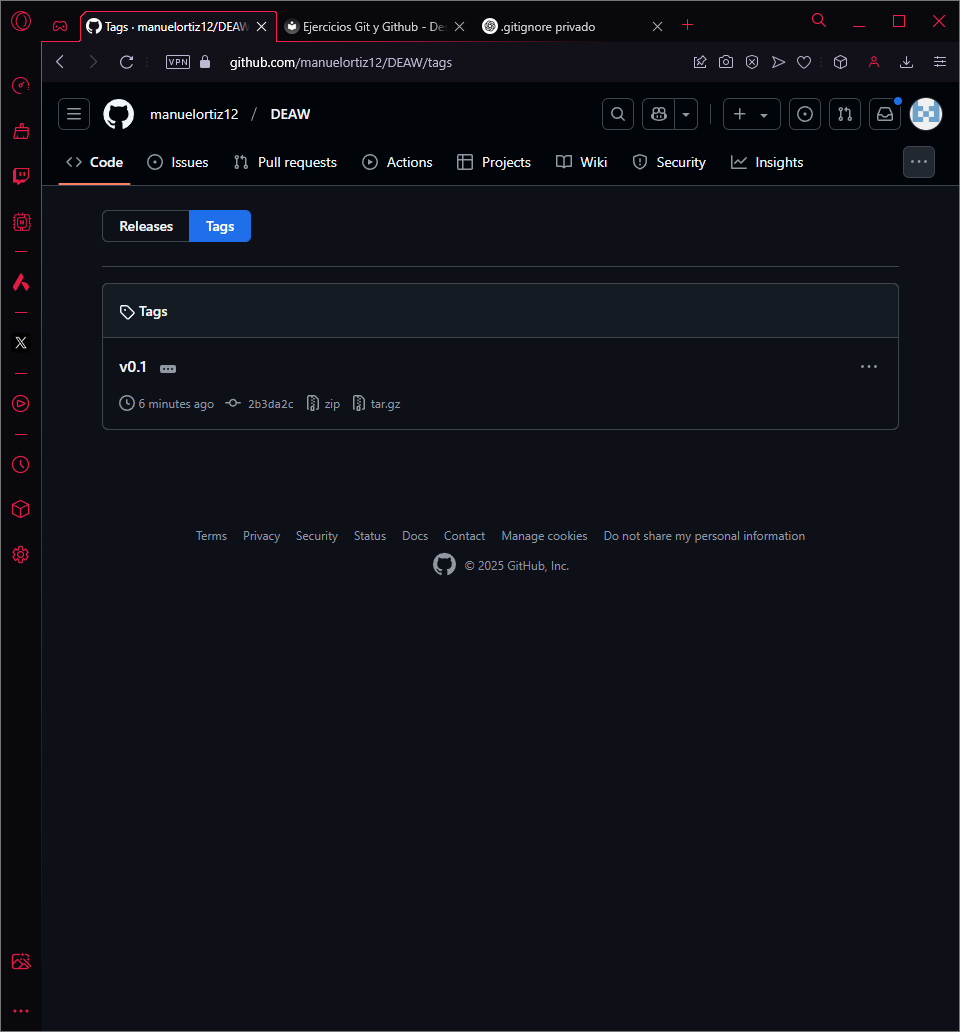 Tags · manuelortiz12/DEAW
Ejercicios Git y Github - De
.gitignore privado
VPN
github.com/manuelortiz12/DEAW/tags
manuelortiz12 / DEAW
Code
Issues
Pull requests
Actions
Projects
Wiki
Security
Insights
Releases
Tags
Tags
v0.1
6 minutes ago
2b3da2c
zip
tar.gz
Terms
Privacy
Security
Status
Docs
Contact
Manage cookies
Do not share my personal information
© 2025 GitHub, Inc.